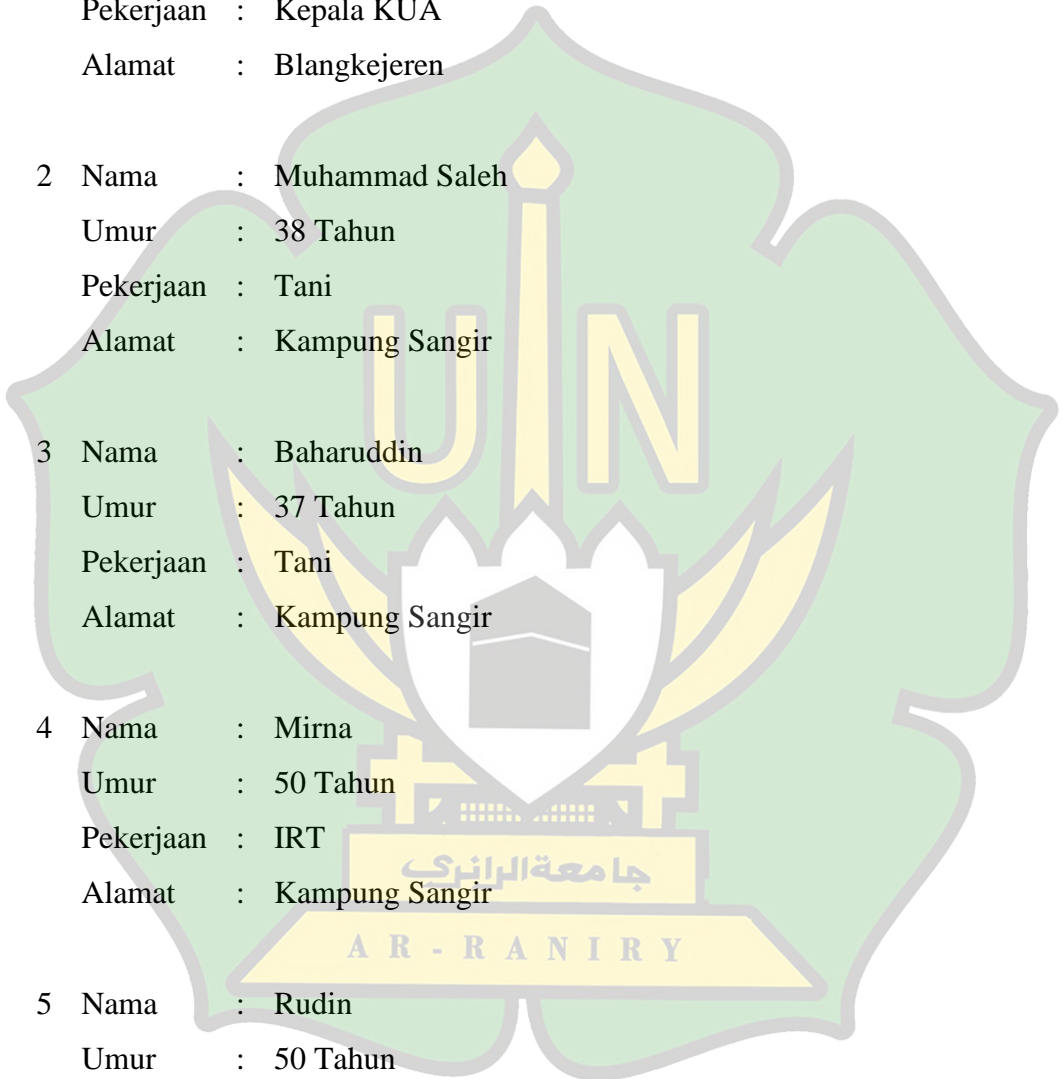 Pekerjaan : Kepala KUA
Alamat : Blangkejeren
2 Nama : Muhammad Saleh
Umur : 38 Tahun
Pekerjaan : Tani
Alamat : Kampung Sangir
3 Nama : Baharuddin
Umur : 37 Tahun
Pekerjaan : Tani
Alamat : Kampung Sangir
4 Nama : Mirna
Umur : 50 Tahun
Pekerjaan : IRT
Alamat : Kampung Sangir
5 Nama : Rudin
Umur : 50 Tahun
UIN
جامعةالرانري
AR-RANIRY